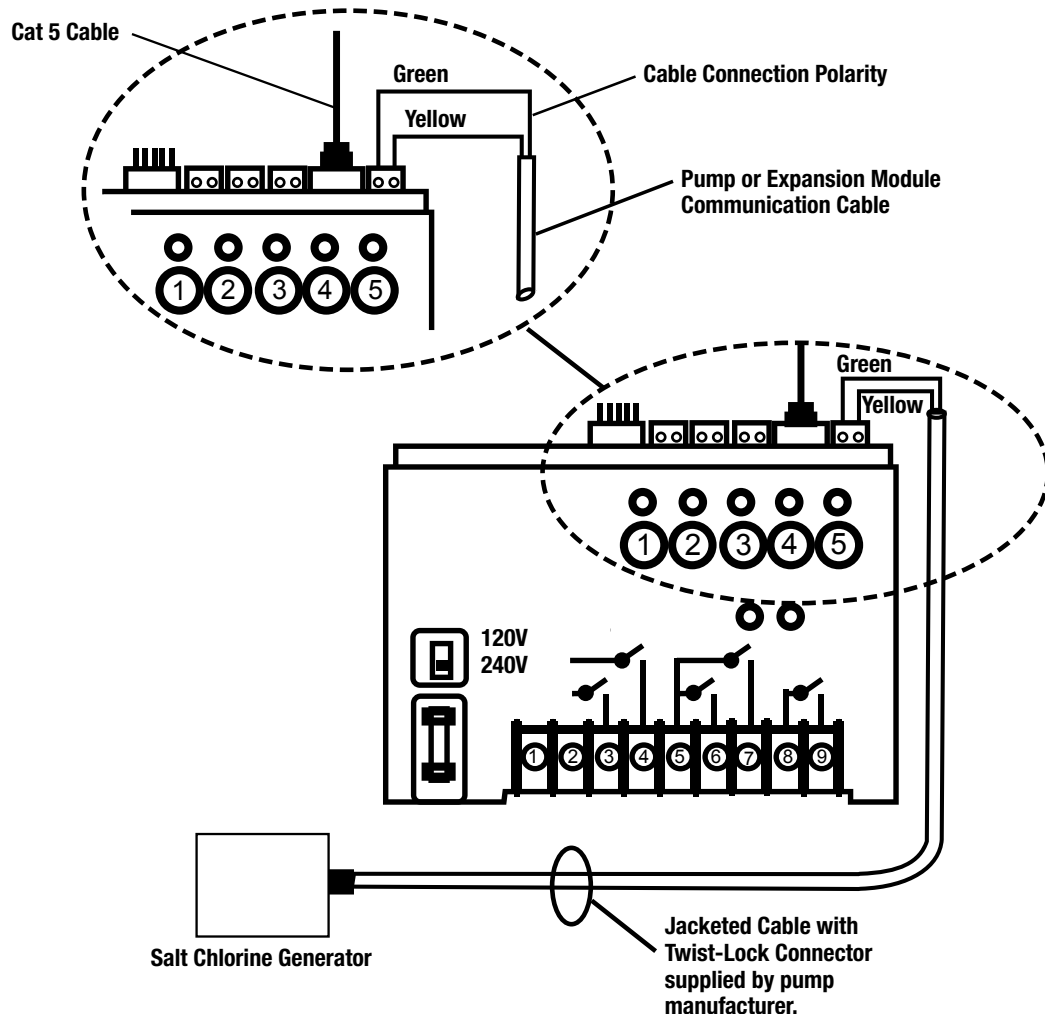 Cat 5 Cable
Green
Cable Connection Polarity
Yellow
Pump or Expansion Module
Communication Cable
1 2 3 4 5
Green
Yellow
1 2 3 4 5
120V
240V
1 2 3 4 5 6 7 8 9
Salt Chlorine Generator
Jacketed Cable with
Twist-Lock Connector
supplied by pump
manufacturer.